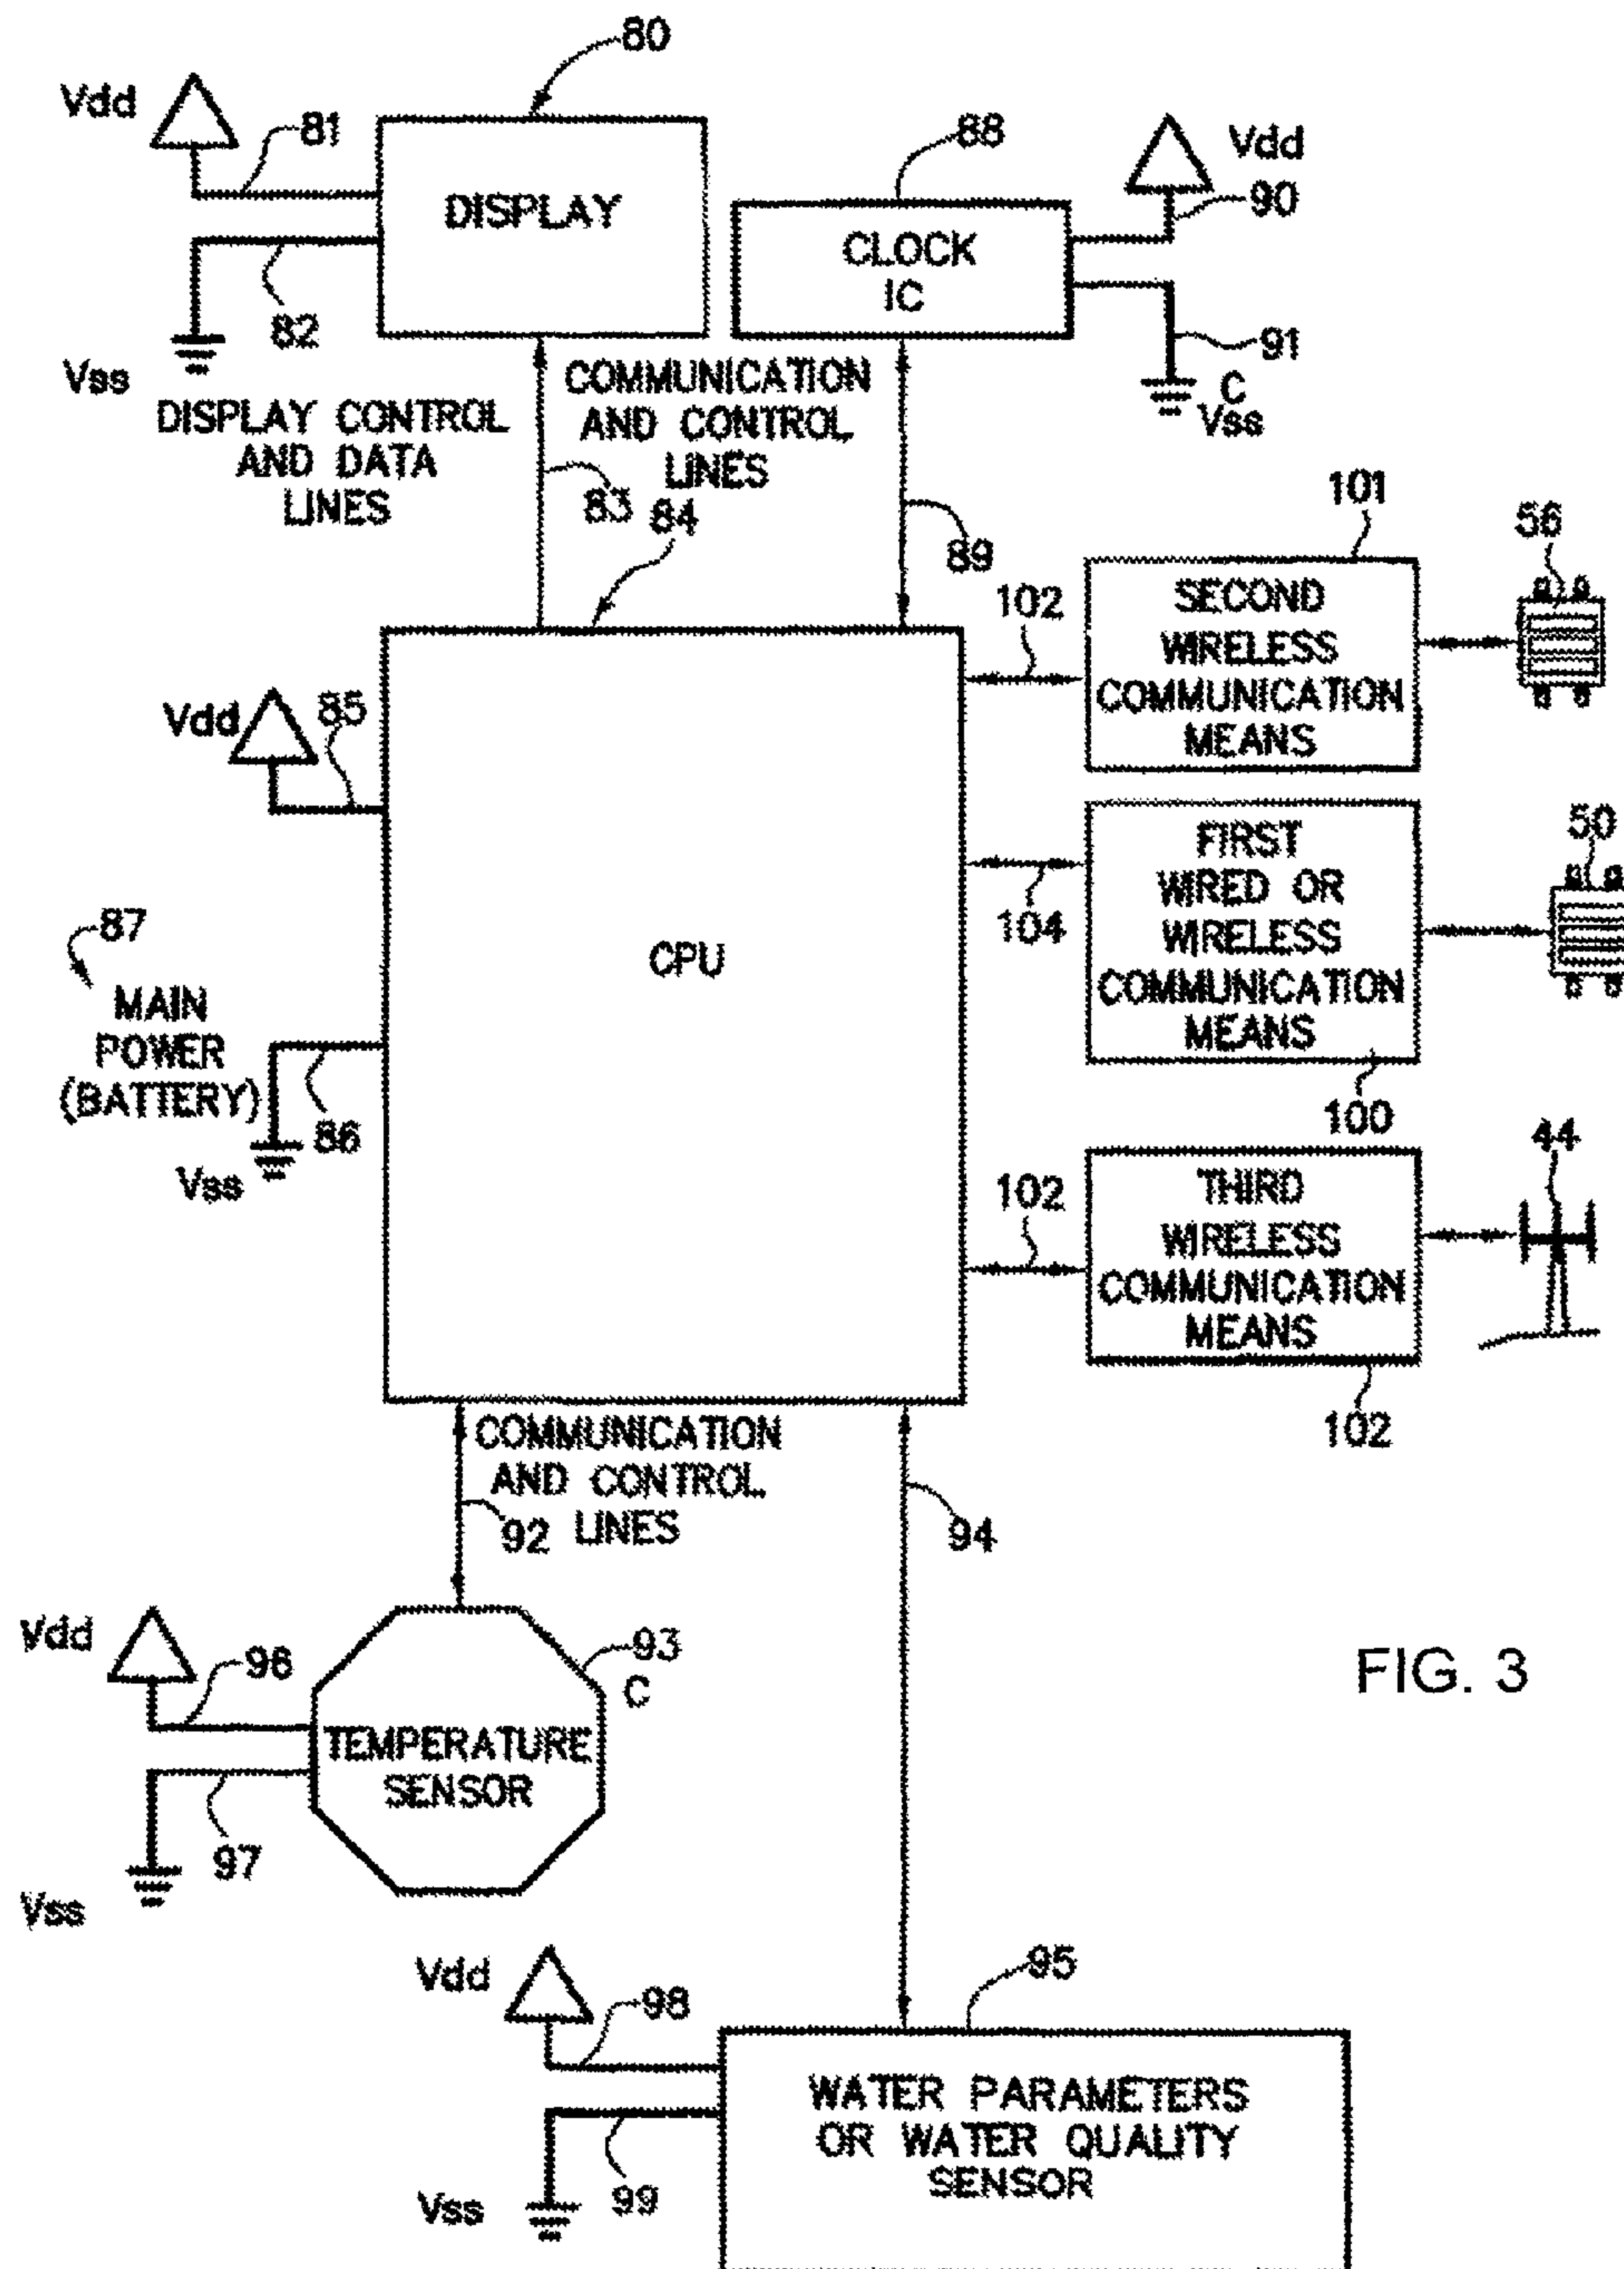 80
Vdd
81
88
Vdd
90
DISPLAY
CLOCK
IC
82
91
Vss
C
Vss
DISPLAY CONTROL
AND DATA
LINES
COMMUNICATION
AND CONTROL
LINES
83
84
89
101
56
102
SECOND
WIRELESS
COMMUNICATION
MEANS
Vdd
85
50
104
FIRST
WIRED OR
WIRELESS
COMMUNICATION
MEANS
87
MAIN
POWER
(BATTERY)
CPU
86
Vss
100
44
102
THIRD
WIRELESS
COMMUNICATION
MEANS
102
COMMUNICATION
AND CONTROL
LINES
92
94
Vdd
96
93
C
FIG. 3
TEMPERATURE
SENSOR
97
Vss
Vdd
98
95
WATER PARAMETERS
OR WATER QUALITY
SENSOR
99
Vss